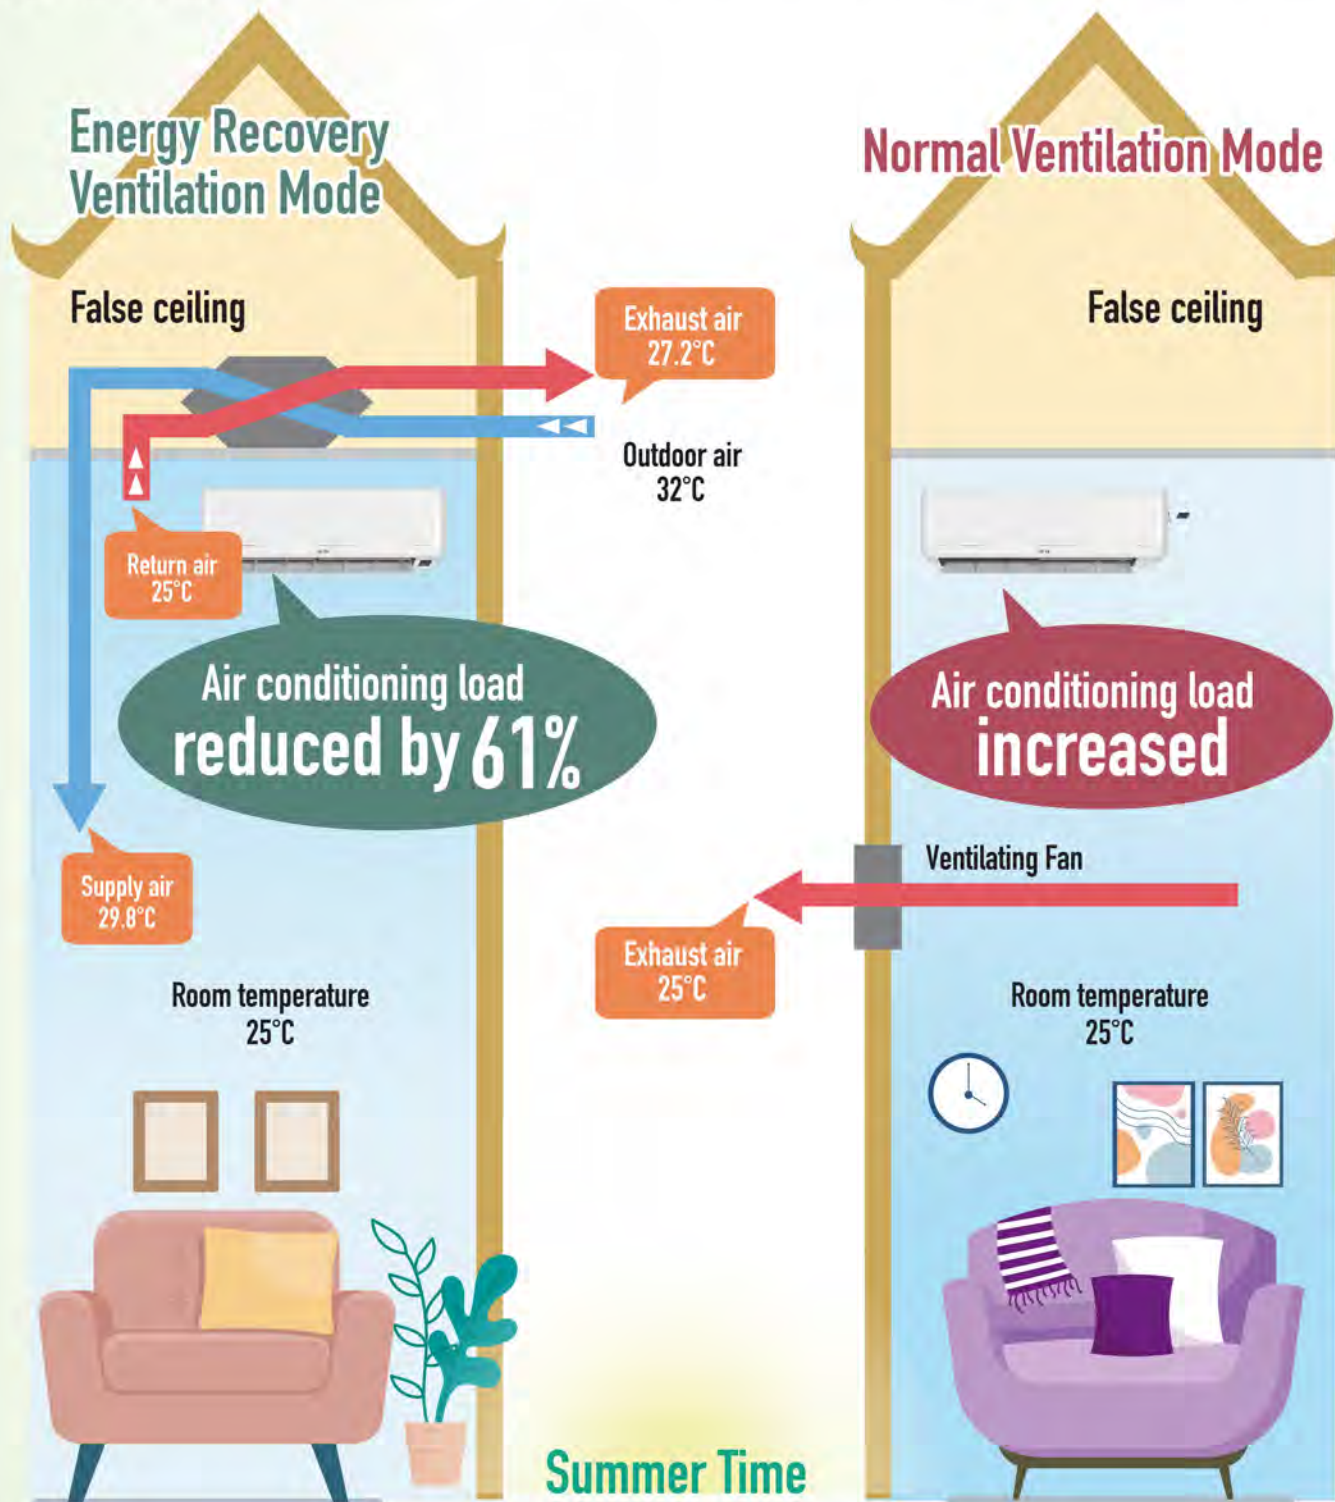 Energy Recovery
Ventilation Mode
False ceiling
Exhaust air
27.2°C
Outdoor air
32°C
Return air
25°C
Air conditioning load
reduced by 61%
Supply air
29.8°C
Room temperature
25°C
Normal Ventilation Mode
False ceiling
Air conditioning load
increased
Ventilating Fan
Exhaust air
25°C
Room temperature
25°C
Summer Time